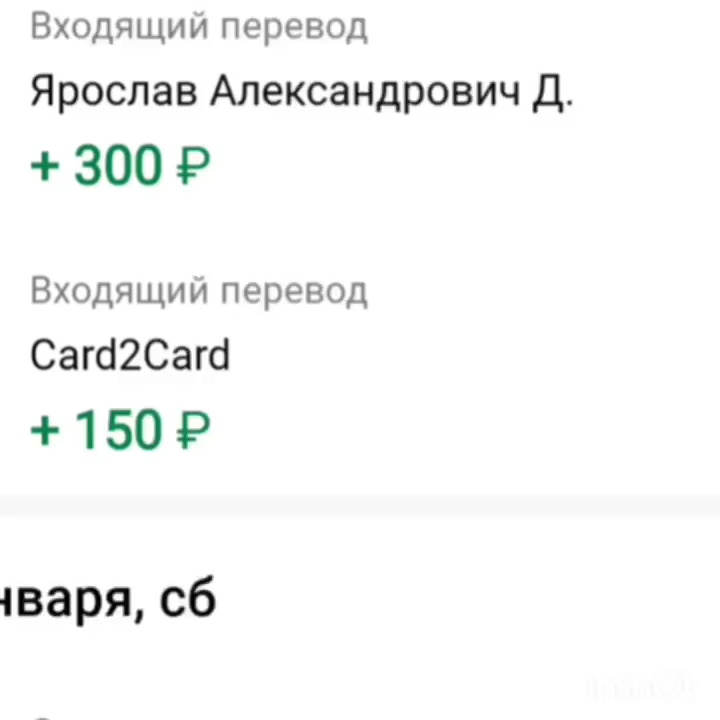 Входящий перевод
Ярослав Александрович Д.
+ 300 ₽
Входящий перевод
Card2Card
+ 150 ₽
нваря, сб